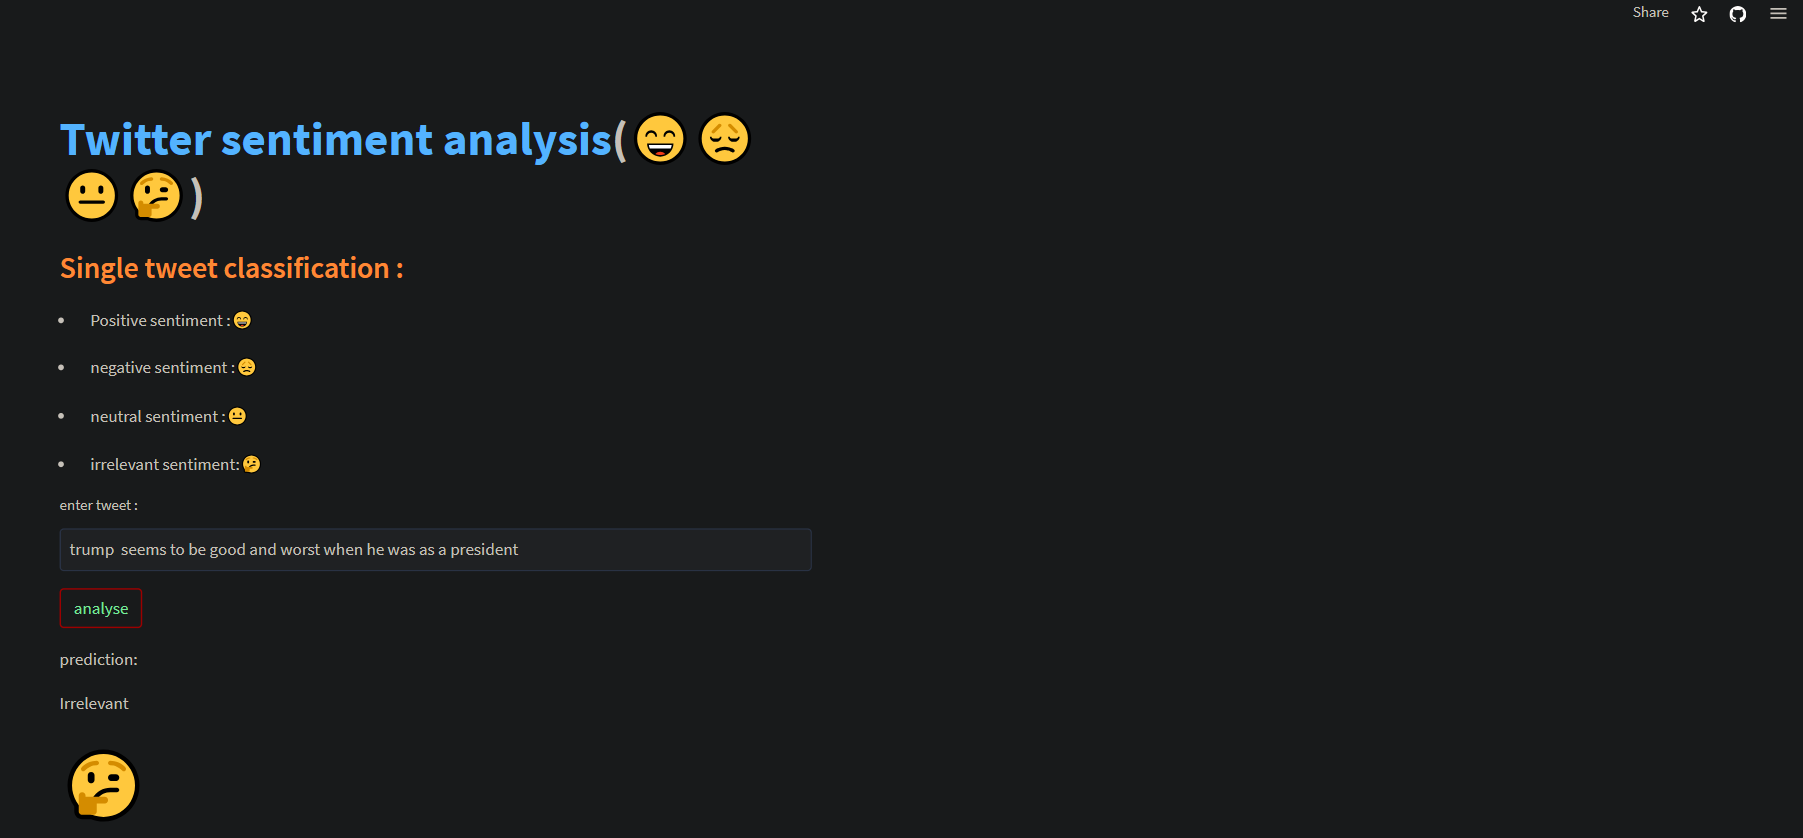 Share
Twitter sentiment analysis(😄😔
😐🤔)
Single tweet classification :
• Positive sentiment :😄
• negative sentiment :😔
• neutral sentiment :😐
• irrelevant sentiment:🤔
enter tweet :
trump  seems to be good and worst when he was as a president
analyse
prediction:
Irrelevant
🤔